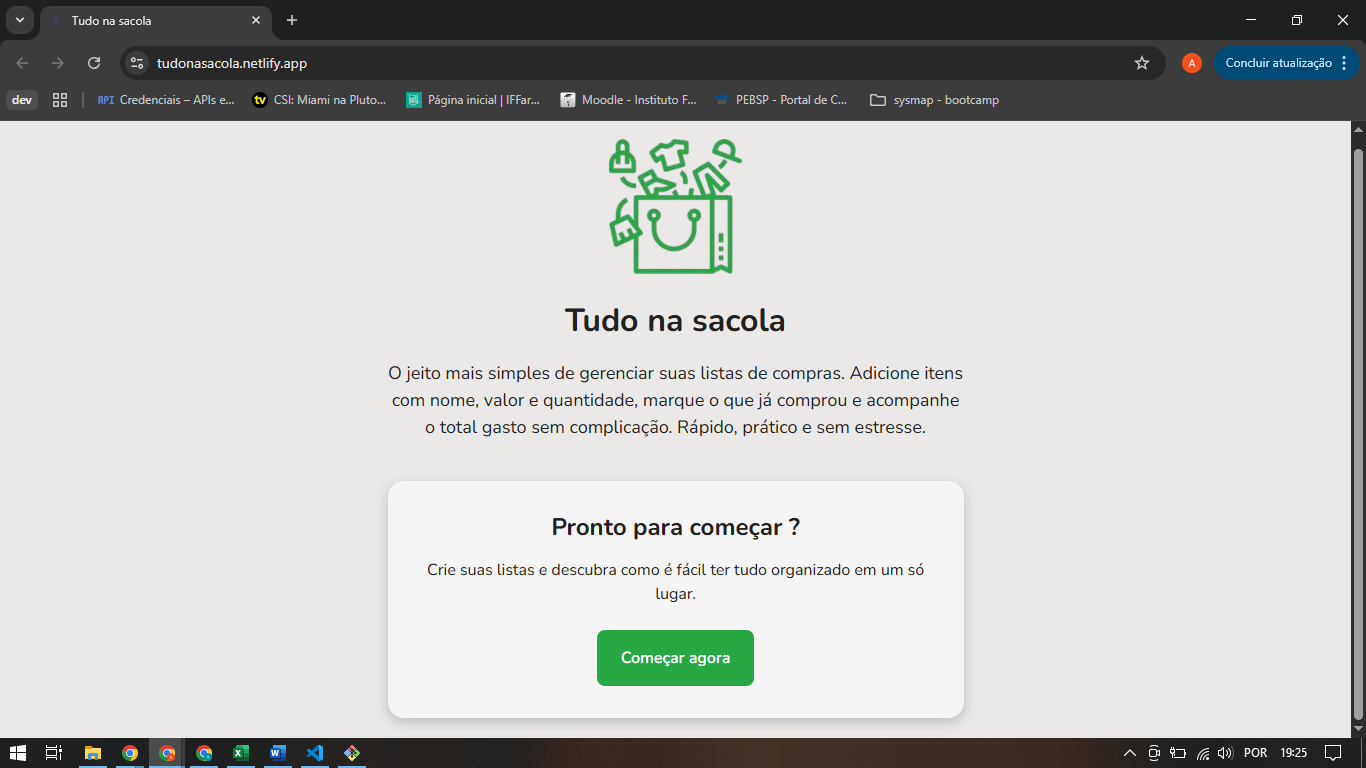 Tudo na sacola
tudonasacola.netlify.app
A
Concluir atualização
dev
API Credenciais – APIs e...
tv CSI: Miami na Pluto...
Página inicial | IFFar...
Moodle - Instituto F...
PEBSP - Portal de C...
sysmap - bootcamp
Tudo na sacola
O jeito mais simples de gerenciar suas listas de compras. Adicione itens
com nome, valor e quantidade, marque o que já comprou e acompanhe
o total gasto sem complicação. Rápido, prático e sem estresse.
Pronto para começar ?
Crie suas listas e descubra como é fácil ter tudo organizado em um só
lugar.
Começar agora
POR
19:25